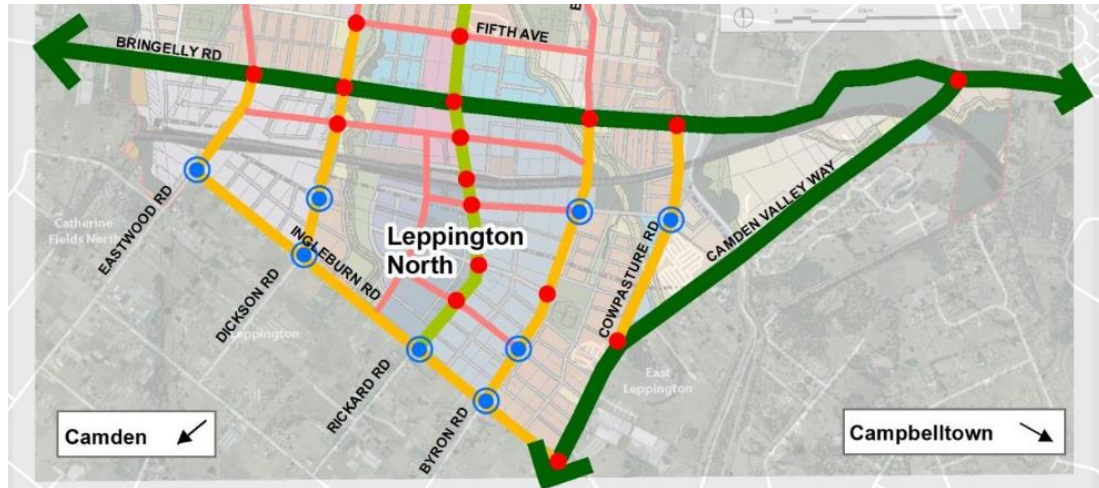 FIFTH AVE
BRINGELLY RD
EASTWOOD RD
Catherine
Fields North
DICKSON RD
INGLEBURN RD
Leppington
North
Leppington
RICKARD RD
BYRON RD
COWPASTURE RD
CAMDEN VALLEY WAY
East
Leppington
Camden
Campbelltown